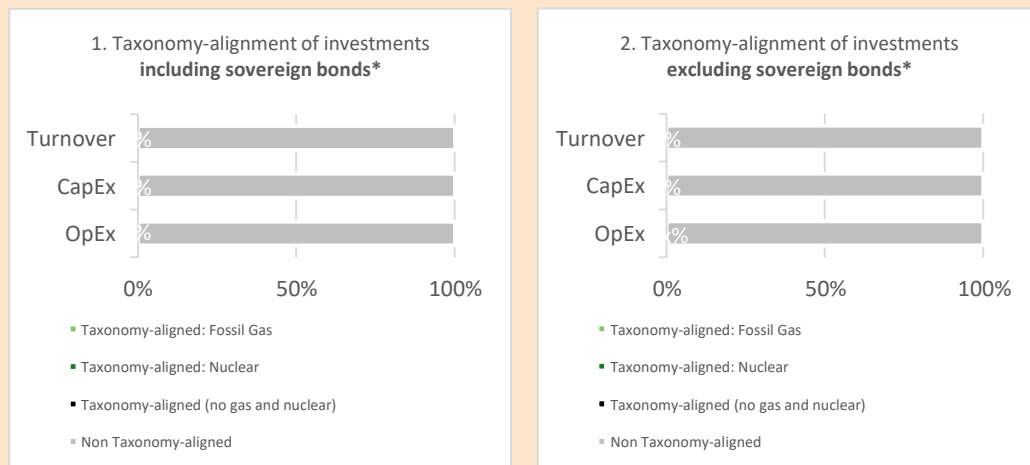 1. Taxonomy-alignment of investments
including sovereign bonds*
Turnover
%
CapEx
%
OpEx
%
0% 50% 100%
Taxonomy-aligned: Fossil Gas
Taxonomy-aligned: Nuclear
Taxonomy-aligned (no gas and nuclear)
Non Taxonomy-aligned
2. Taxonomy-alignment of investments
excluding sovereign bonds*
Turnover
%
CapEx
%
OpEx
x%
0% 50% 100%
Taxonomy-aligned: Fossil Gas
Taxonomy-aligned: Nuclear
Taxonomy-aligned (no gas and nuclear)
Non Taxonomy-aligned